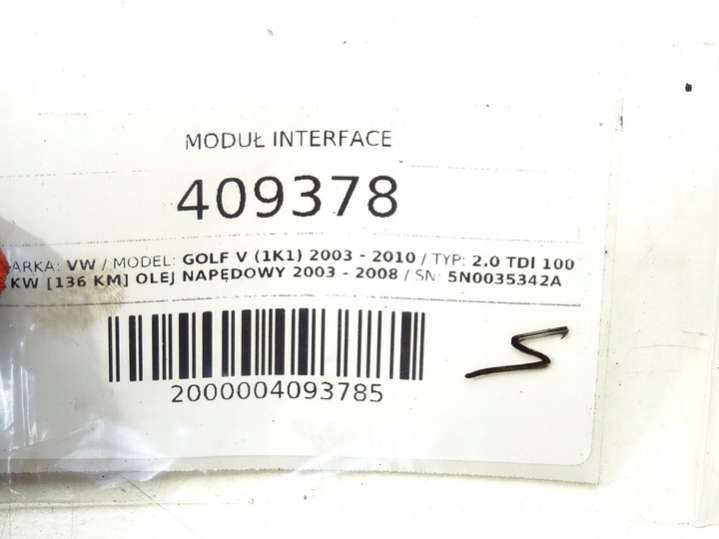 MODUŁ INTERFACE
409378
ARKA: VW / MODEL: GOLF V (1K1) 2003 - 2010 / TYP: 2.0 TDI 100
KW [136 KM] OLEJ NAPĘDOWY 2003 - 2008 / SN: 5N0035342A
2000004093785